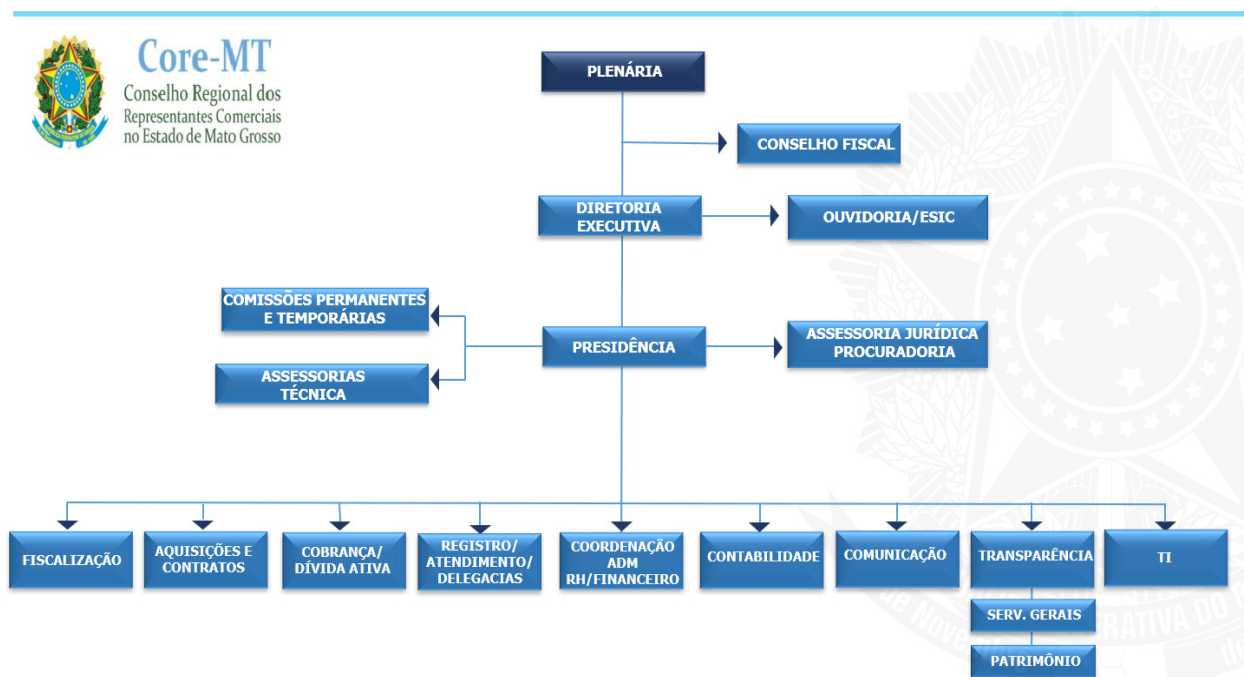 Core-MT
Conselho Regional dos
Representantes Comerciais
no Estado de Mato Grosso
PLENÁRIA
CONSELHO FISCAL
DIRETORIA
EXECUTIVA
OUVIDORIA/ESIC
COMISSÕES PERMANENTES
E TEMPORÁRIAS
PRESIDÊNCIA
ASSESSORIA JURÍDICA
PROCURADORIA
ASSESSORIAS
TÉCNICA
FISCALIZAÇÃO
AQUISIÇÕES E
CONTRATOS
COBRANÇA/
DÍVIDA ATIVA
REGISTRO/
ATENDIMENTO/
DELEGACIAS
COORDENAÇÃO
ADM
RH/FINANCEIRO
CONTABILIDADE
COMUNICAÇÃO
TRANSPARÊNCIA
TI
SERV. GERAIS
PATRIMÔNIO